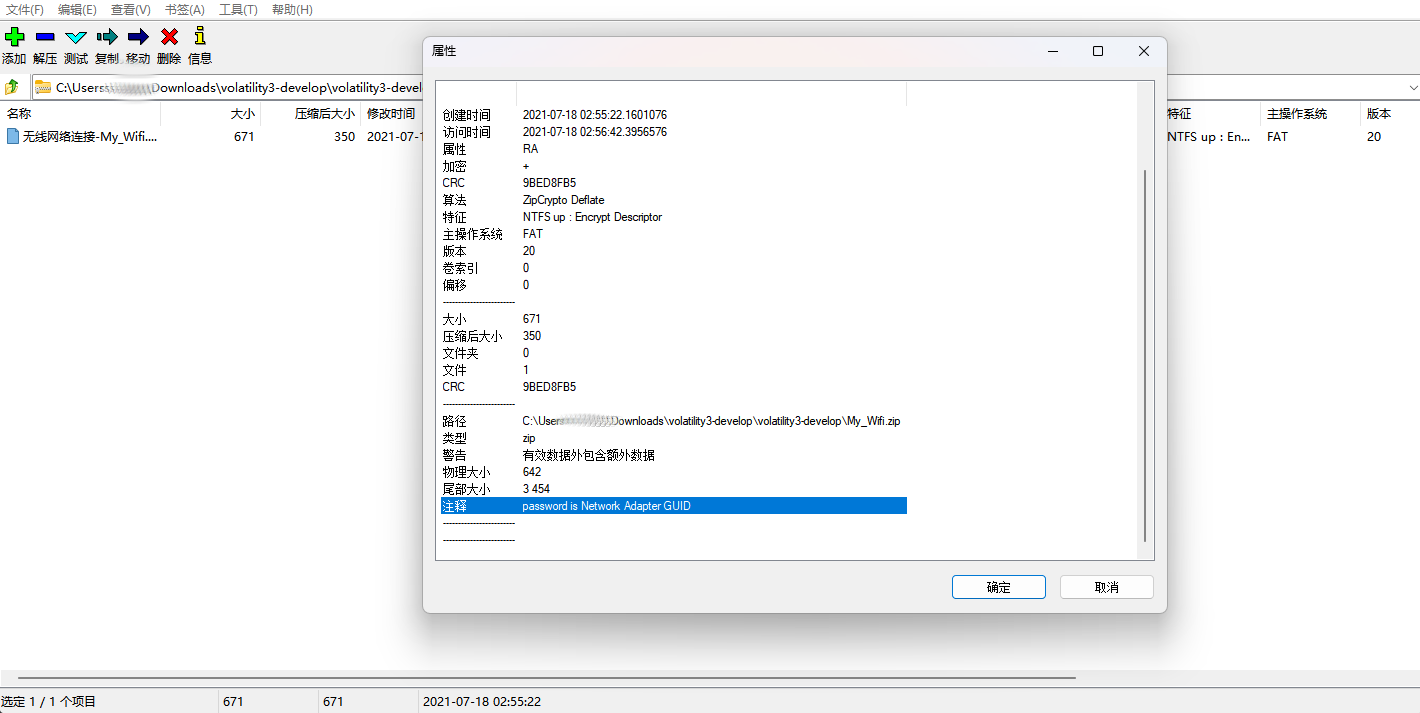 文件(F) 编辑(E) 查看(V) 书签(A) 工具(T) 帮助(H)
添加 解压 测试 复制 移动 删除 信息
C:\Users\ Downloads\volatility3-develop\volatility3-devel
名称 大小 压缩后大小 修改时间 特征 主操作系统 版本
无线网络连接-My_Wifi.... 671 350 2021-07-1 NTFS up : En... FAT 20
属性
创建时间 2021-07-18 02:55:22.1601076
访问时间 2021-07-18 02:56:42.3956576
属性 RA
加密 +
CRC 9BED8FB5
算法 ZipCrypto Deflate
特征 NTFS up : Encrypt Descriptor
主操作系统 FAT
版本 20
卷索引 0
偏移 0
------------------------
大小 671
压缩后大小 350
文件夹 0
文件 1
CRC 9BED8FB5
------------------------
路径 C:\Users Downloads\volatility3-develop\volatility3-develop\My_Wifi.zip
类型 zip
警告 有效数据外包含额外数据
物理大小 642
尾部大小 3 454
注释 password is Network Adapter GUID
------------------------
------------------------
确定 取消
选定 1 / 1 个项目 671 671 2021-07-18 02:55:22